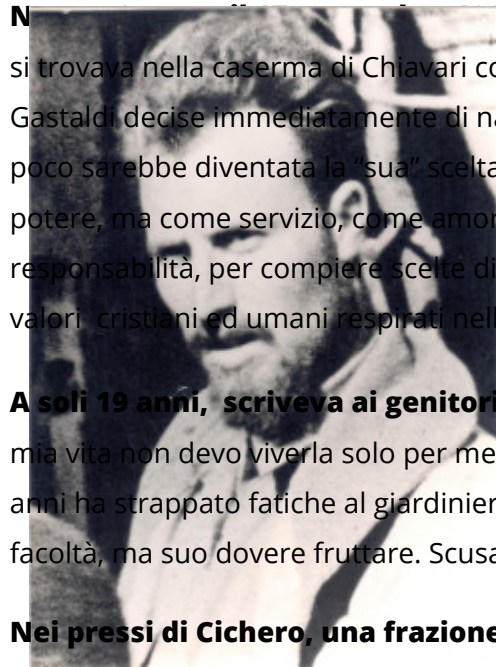 si trovava nella caserma di Chiavari co
Gastaldi decise immediatamente di na
poco sarebbe diventata la “sua” scelta
potere, ma come servizio, come amor
responsabilità, per compiere scelte di
valori cristiani ed umani respirati nell
A soli 19 anni, scriveva ai genitori
mia vita non devo viverla solo per me
anni ha strappato fatiche al giardinier
facoltà, ma suo dovere fruttare. Scusa
Nei pressi di Cichero, una frazione